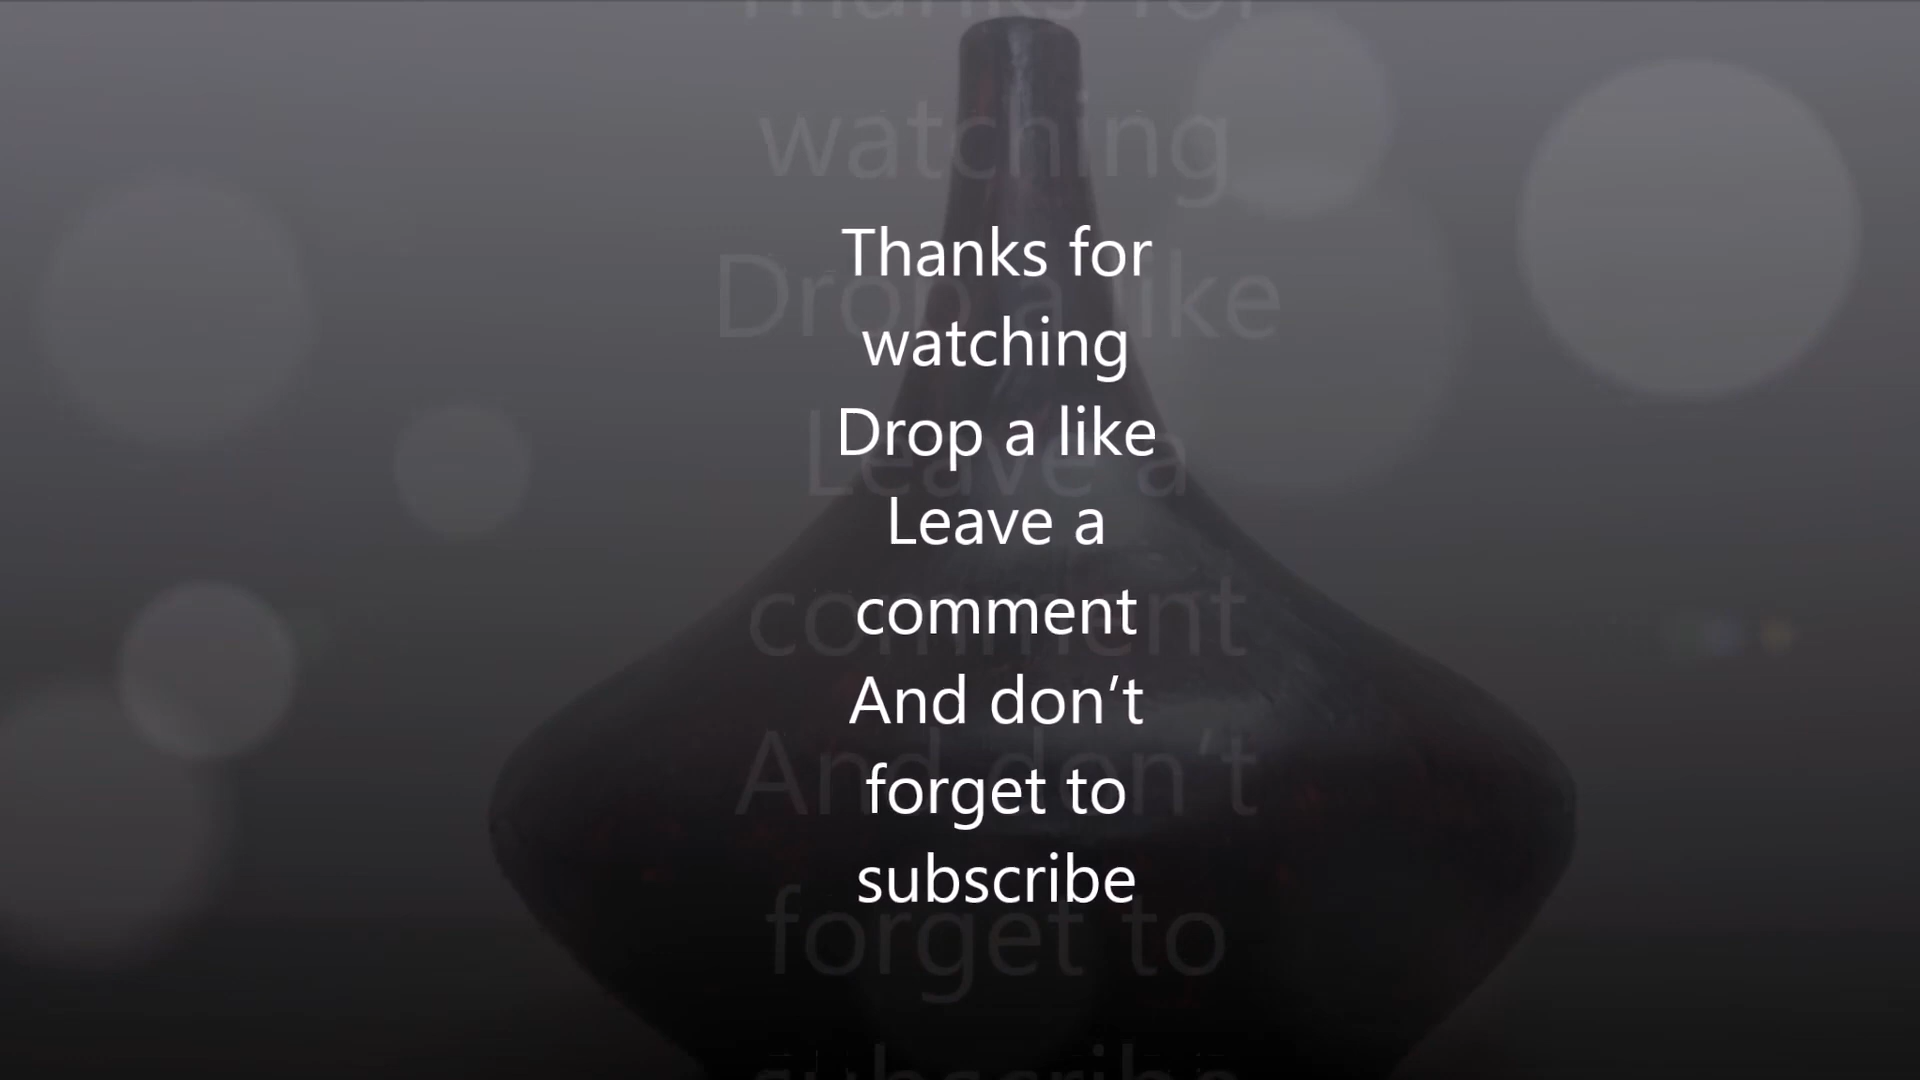 Thanks for
watching
Drop a like
Leave a
comment
And don’t
forget to
subscribe